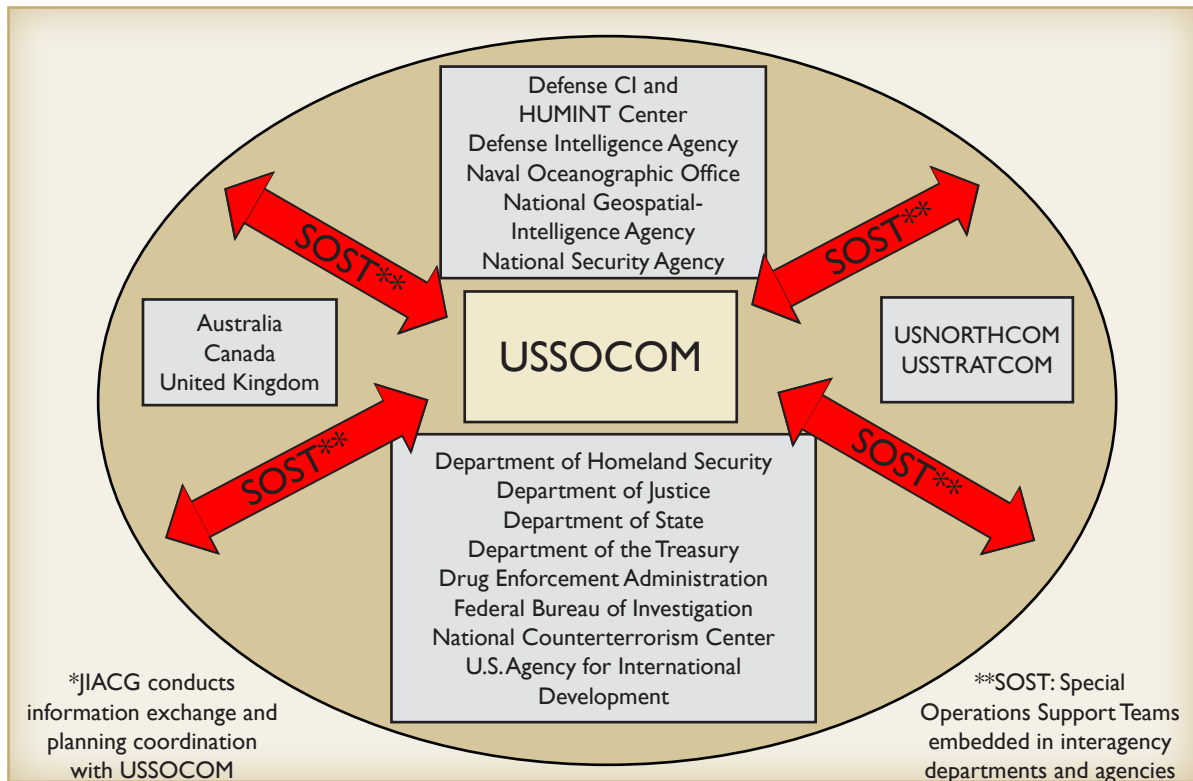 Defense CI and
HUMINT Center
Defense Intelligence Agency
Naval Oceanographic Office
National Geospatial-
Intelligence Agency
National Security Agency
SOST**
SOST**
Australia
Canada
United Kingdom
USSOCOM
USNORTHCOM
USSTRATCOM
SOST**
SOST**
Department of Homeland Security
Department of Justice
Department of State
Department of the Treasury
Drug Enforcement Administration
Federal Bureau of Investigation
National Counterterrorism Center
U.S. Agency for International
Development
*JIACG conducts
information exchange and
planning coordination
with USSOCOM
**SOST: Special
Operations Support Teams
embedded in interagency
departments and agencies